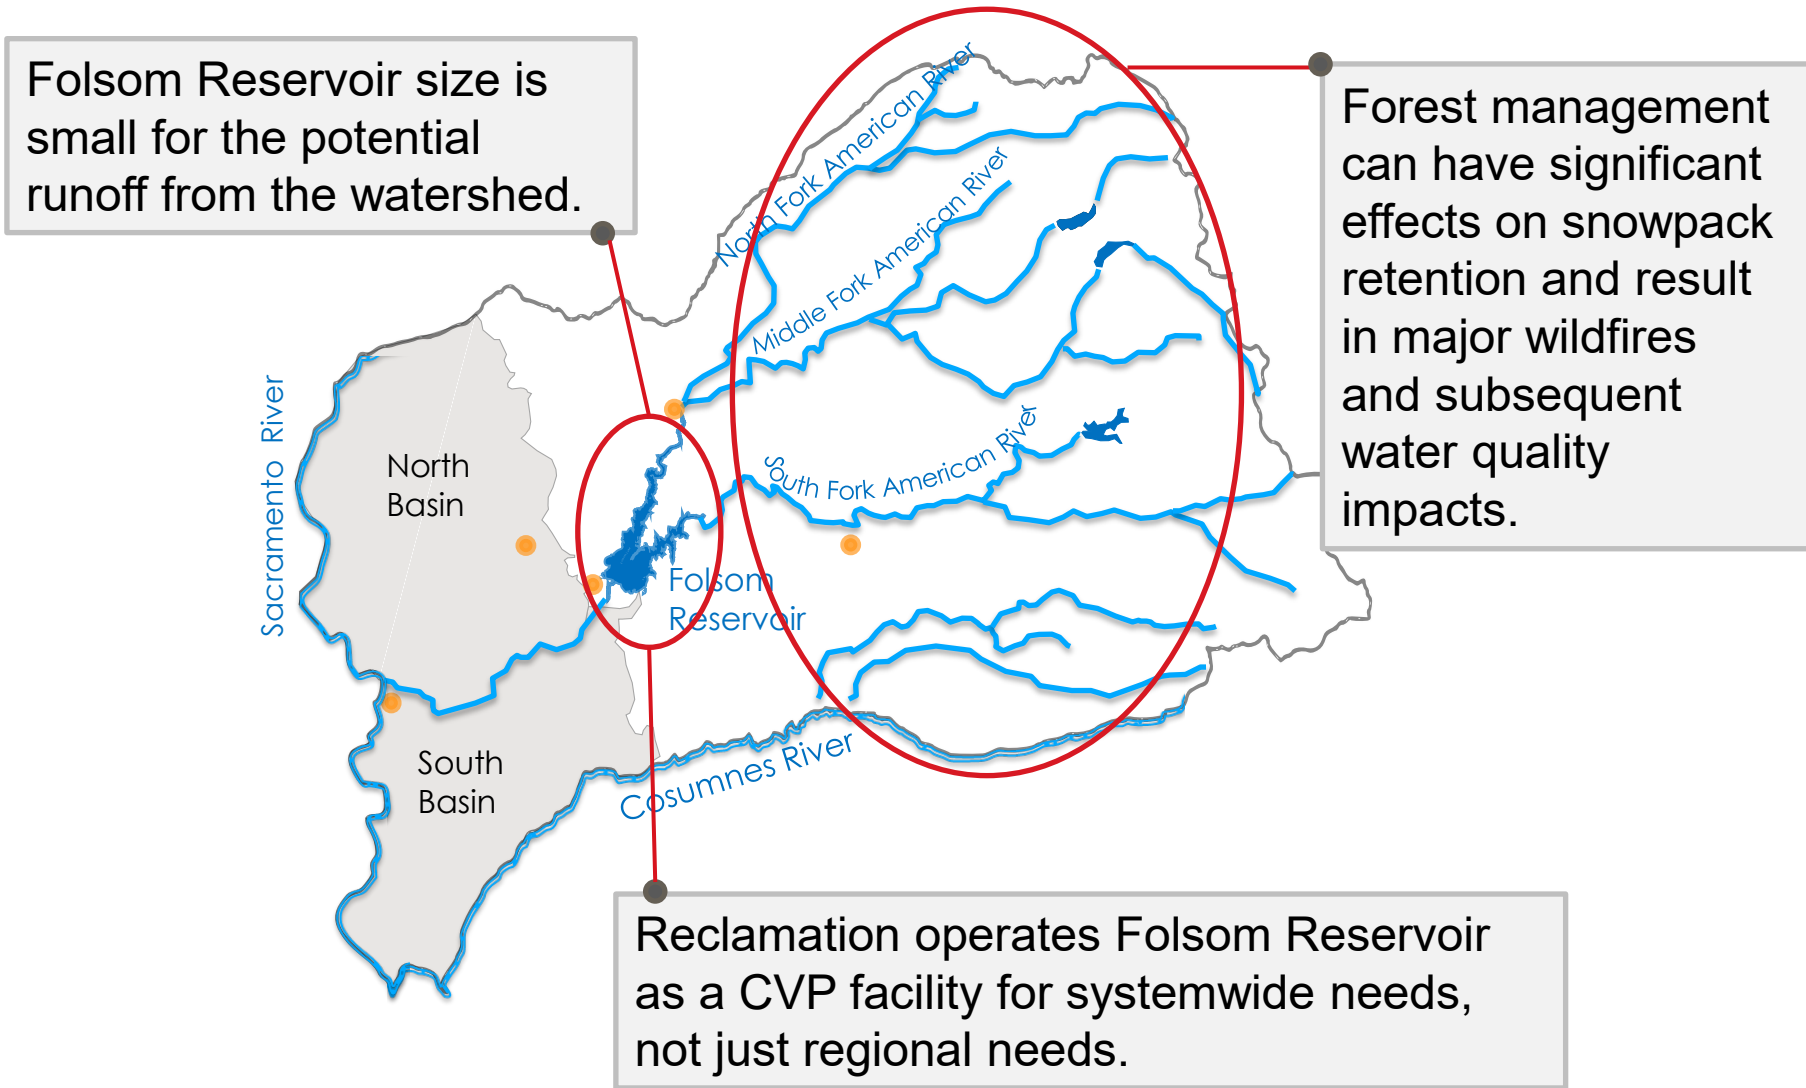 Folsom Reservoir size is
small for the potential
runoff from the watershed.
Forest management
can have significant
effects on snowpack
retention and result
in major wildfires
and subsequent
water quality
impacts.
North Fork American River
Middle Fork American River
South Fork American River
Sacramento River
North
Basin
Folsom
Reservoir
South
Basin
Cosumnes River
Reclamation operates Folsom Reservoir
as a CVP facility for systemwide needs,
not just regional needs.